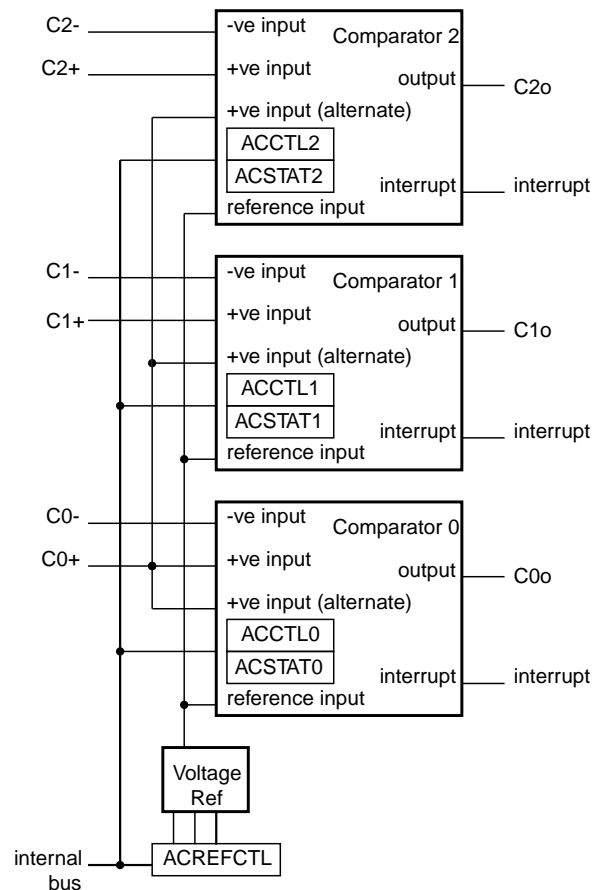 C2-
-ve input
Comparator 2
C2+
+ve input
output
C2o
+ve input (alternate)
ACCTL2
ACSTAT2
interrupt
interrupt
reference input
C1-
-ve input
Comparator 1
C1+
+ve input
output
C1o
+ve input (alternate)
ACCTL1
ACSTAT1
interrupt
interrupt
reference input
C0-
-ve input
Comparator 0
C0+
+ve input
output
C0o
+ve input (alternate)
ACCTL0
ACSTAT0
interrupt
interrupt
reference input
Voltage
Ref
internal
bus
ACREFCTL